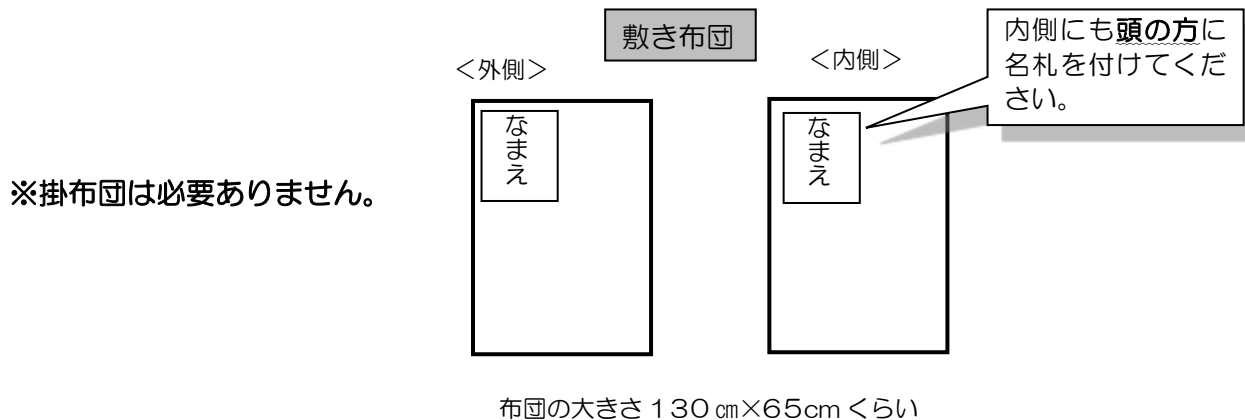 敷き布団
<外側>
<内側>
内側にも頭の方に
名札を付けてくだ
さい。
なまえ
なまえ
※掛布団は必要ありません。
布団の大きさ130㎝×65cmくらい